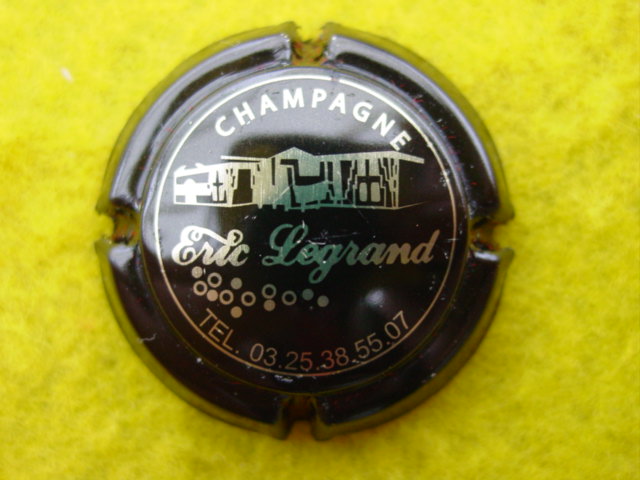 CHAMPAGNE
Eric Legrand
TEL. 03.25.38.55.07